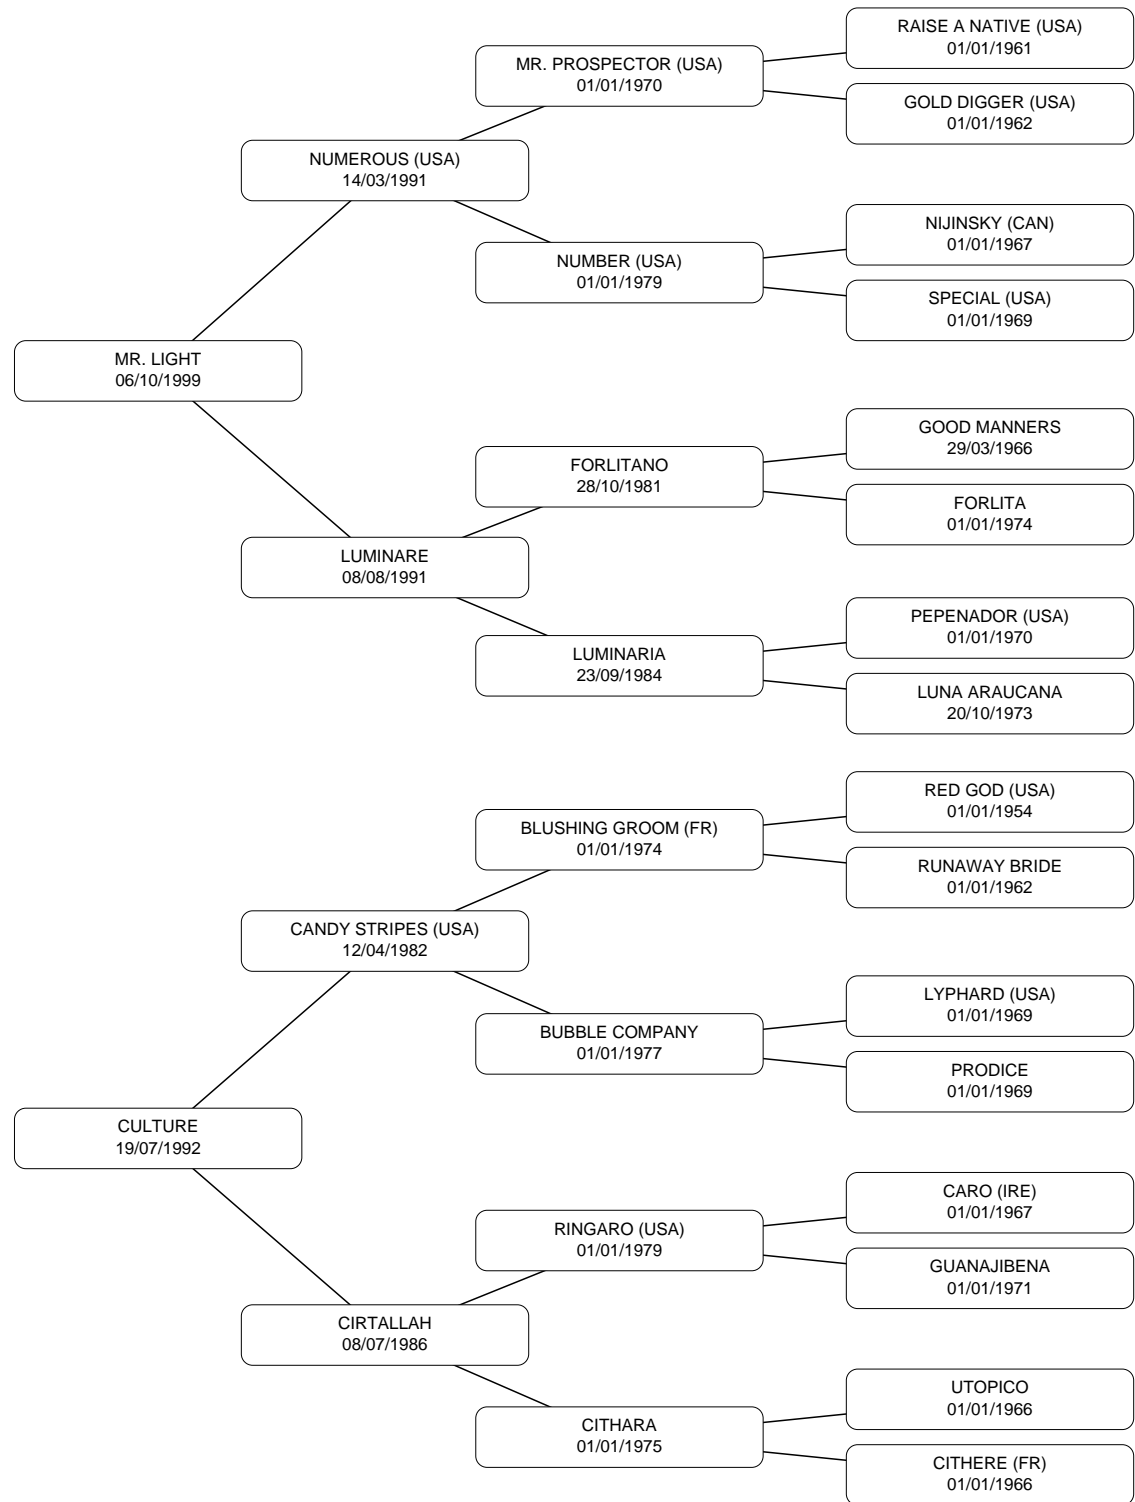 RAISE A NATIVE (USA)
01/01/1961
MR. PROSPECTOR (USA)
01/01/1970
GOLD DIGGER (USA)
01/01/1962
NUMEROUS (USA)
14/03/1991
NIJINSKY (CAN)
01/01/1967
NUMBER (USA)
01/01/1979
SPECIAL (USA)
01/01/1969
MR. LIGHT
06/10/1999
GOOD MANNERS
29/03/1966
FORLITANO
28/10/1981
FORLITA
01/01/1974
LUMINARE
08/08/1991
PEPENADOR (USA)
01/01/1970
LUMINARIA
23/09/1984
LUNA ARAUCANA
20/10/1973
RED GOD (USA)
01/01/1954
BLUSHING GROOM (FR)
01/01/1974
RUNAWAY BRIDE
01/01/1962
CANDY STRIPES (USA)
12/04/1982
LYPHARD (USA)
01/01/1969
BUBBLE COMPANY
01/01/1977
PRODICE
01/01/1969
CULTURE
19/07/1992
CARO (IRE)
01/01/1967
RINGARO (USA)
01/01/1979
GUANAJIBENA
01/01/1971
CIRTALLAH
08/07/1986
UTOPICO
01/01/1966
CITHARA
01/01/1975
CITHERE (FR)
01/01/1966